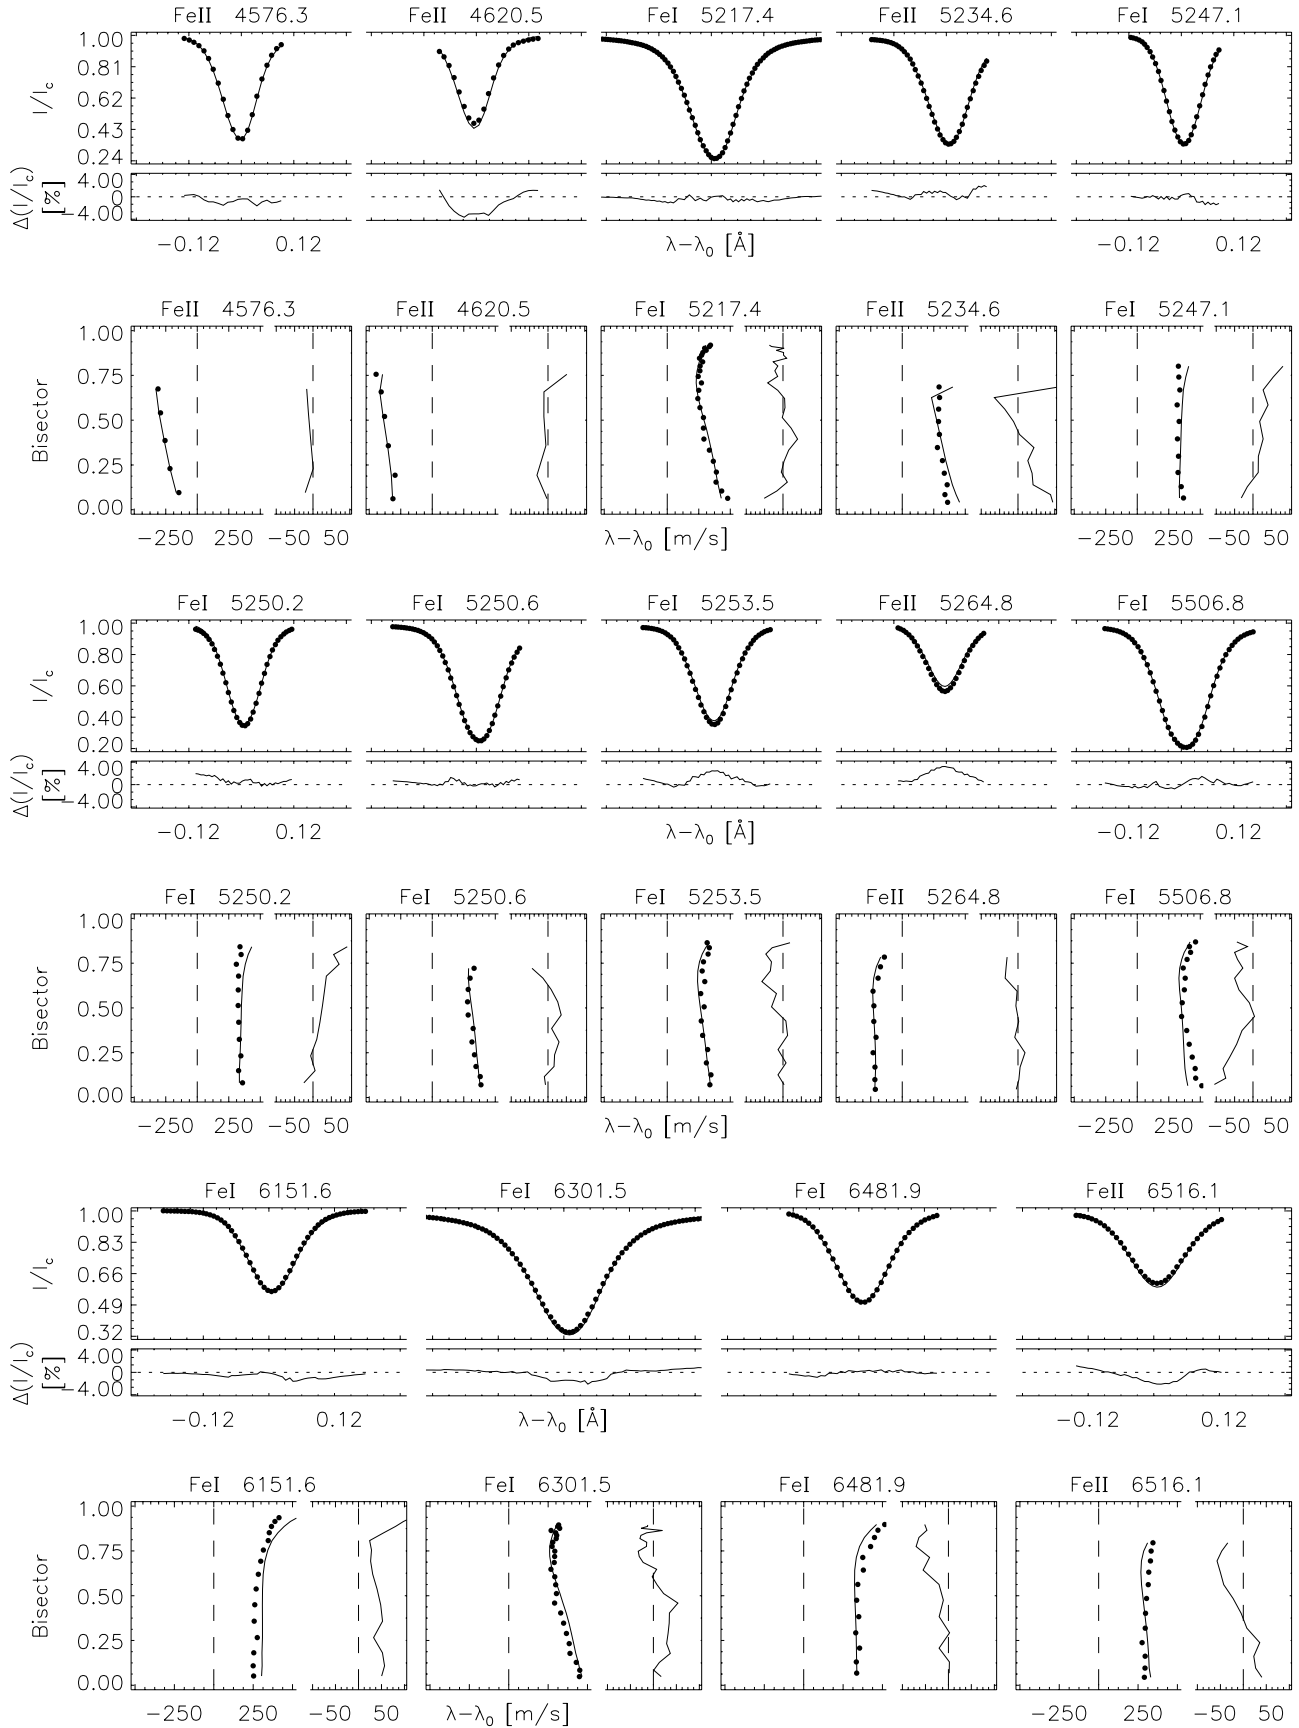 FeII 4576.3 FeII 4620.5 FeI 5217.4 FeII 5234.6 FeI 5247.1
1.00
0.81
0.62
0.43
0.24
I/I_c
4.00
0
−4.00
Δ(I/I_c) [%]
−0.12 0.12 λ−λ_0 [Å] −0.12 0.12
FeII 4576.3 FeII 4620.5 FeI 5217.4 FeII 5234.6 FeI 5247.1
1.00
0.75
0.50
0.25
0.00
Bisector
−250 250 −50 50 λ−λ_0 [m/s] −250 250 −50 50
FeI 5250.2 FeI 5250.6 FeI 5253.5 FeII 5264.8 FeI 5506.8
1.00
0.80
0.60
0.40
0.20
I/I_c
4.00
0
−4.00
Δ(I/I_c) [%]
−0.12 0.12 λ−λ_0 [Å] −0.12 0.12
FeI 5250.2 FeI 5250.6 FeI 5253.5 FeII 5264.8 FeI 5506.8
1.00
0.75
0.50
0.25
0.00
Bisector
−250 250 −50 50 λ−λ_0 [m/s] −250 250 −50 50
FeI 6151.6 FeI 6301.5 FeI 6481.9 FeII 6516.1
1.00
0.83
0.66
0.49
0.32
I/I_c
4.00
0
−4.00
Δ(I/I_c) [%]
−0.12 0.12 λ−λ_0 [Å] −0.12 0.12
FeI 6151.6 FeI 6301.5 FeI 6481.9 FeII 6516.1
1.00
0.75
0.50
0.25
0.00
Bisector
−250 250 −50 50 λ−λ_0 [m/s] −250 250 −50 50